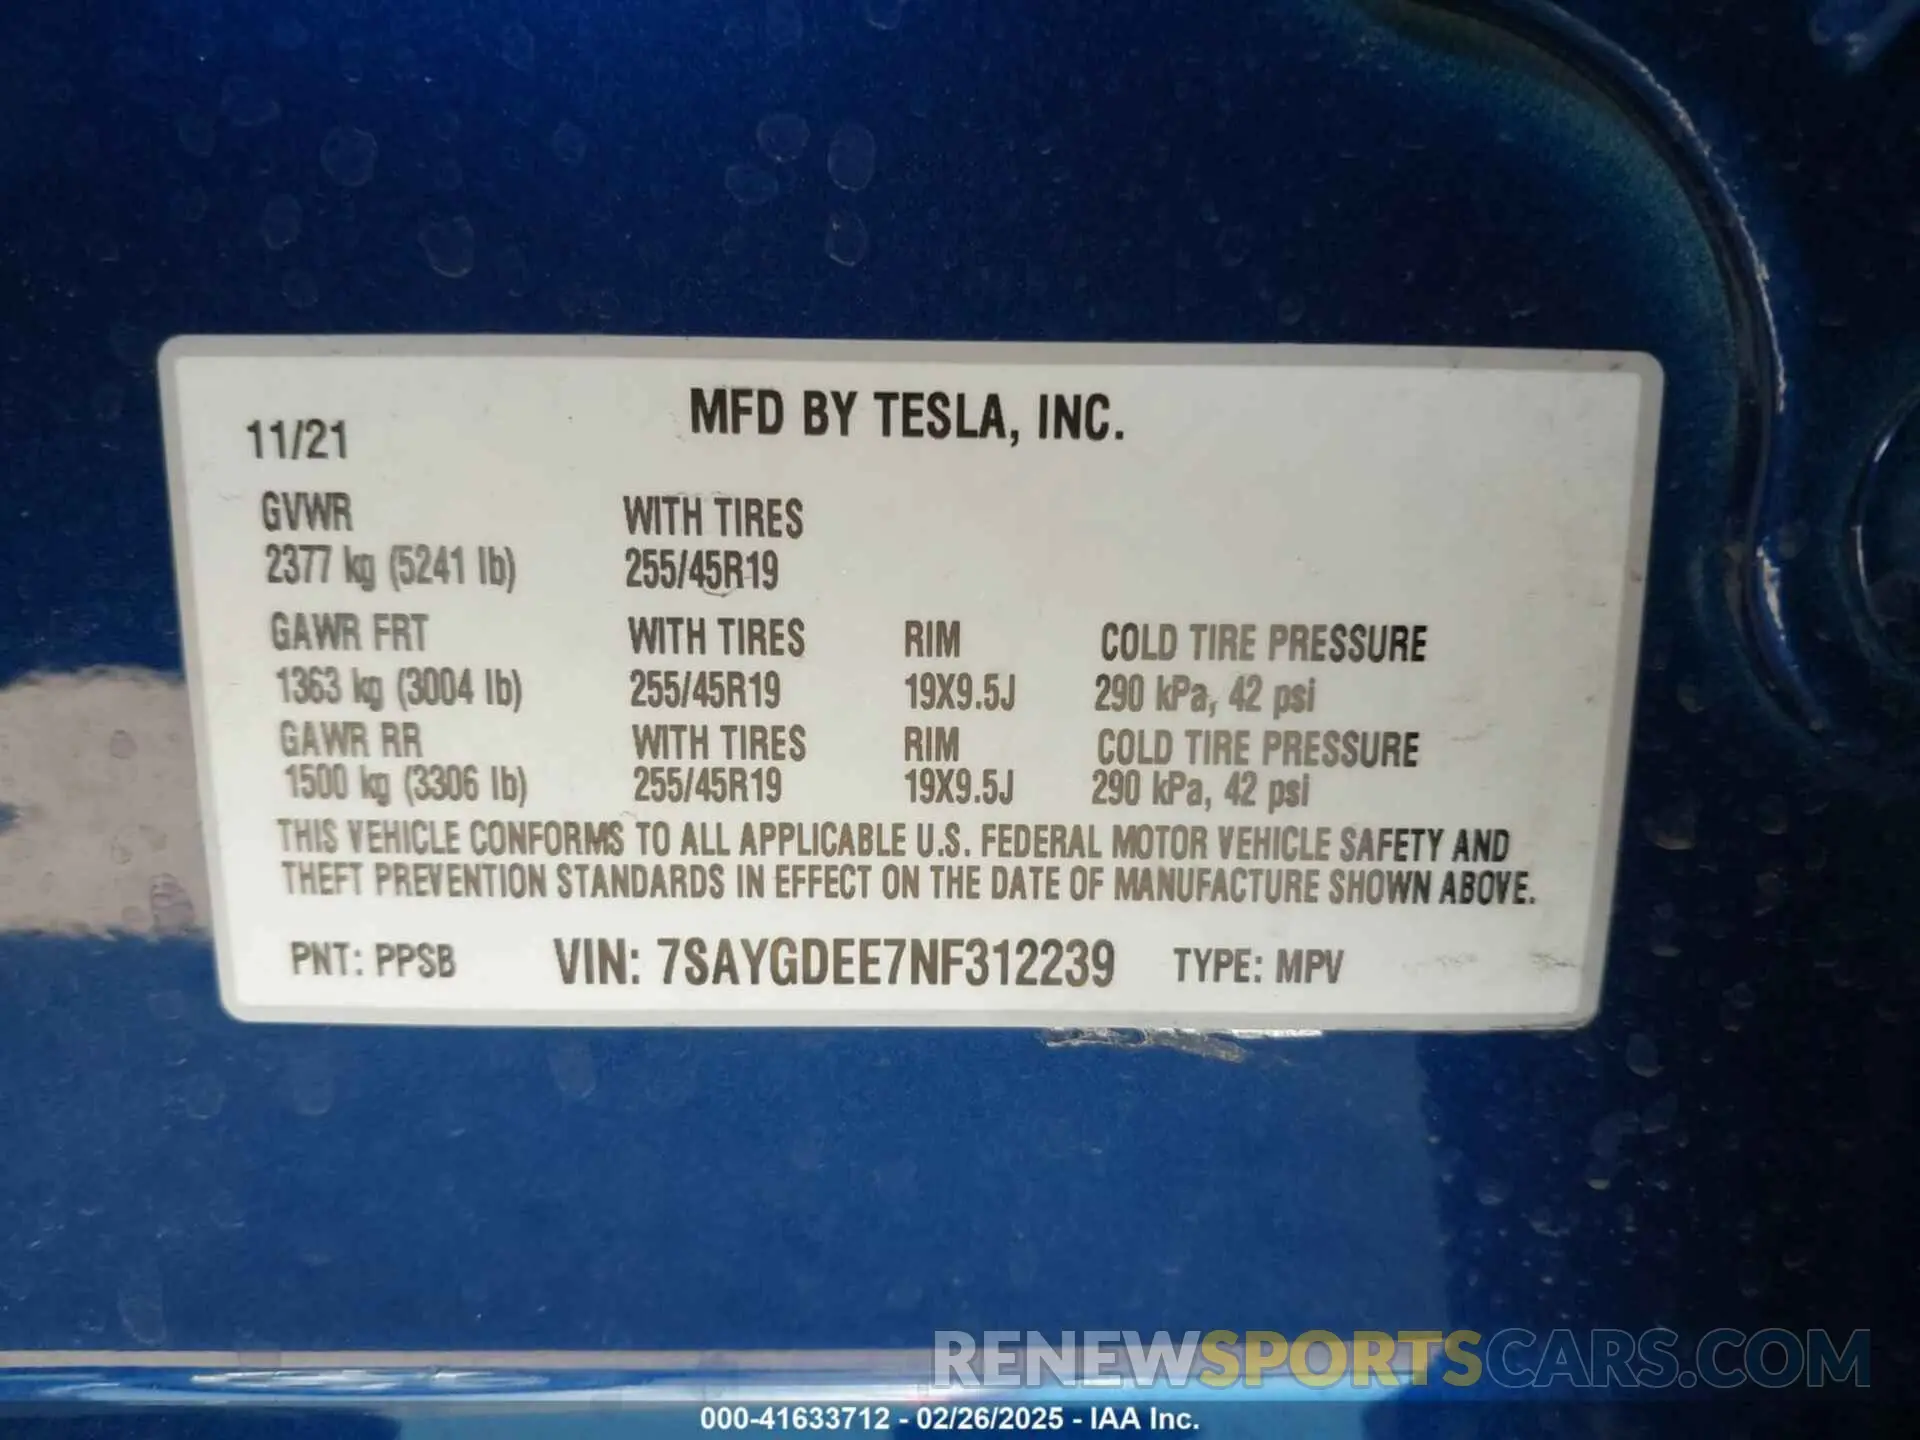 MFD BY TESLA, INC.
11/21
GVWR WITH TIRES
2377 kg (5241 lb) 255/45R19
GAWR FRT WITH TIRES RIM COLD TIRE PRESSURE
1363 kg (3004 lb) 255/45R19 19X9.5J 290 kPa, 42 psi
GAWR RR WITH TIRES RIM COLD TIRE PRESSURE
1500 kg (3306 lb) 255/45R19 19X9.5J 290 kPa, 42 psi
THIS VEHICLE CONFORMS TO ALL APPLICABLE U.S. FEDERAL MOTOR VEHICLE SAFETY AND
THEFT PREVENTION STANDARDS IN EFFECT ON THE DATE OF MANUFACTURE SHOWN ABOVE.
PNT: PPSB VIN: 7SAYGDEE7NF312239 TYPE: MPV
RENEWSPORTSCARS.COM
000-41633712 - 02/26/2025 - IAA Inc.